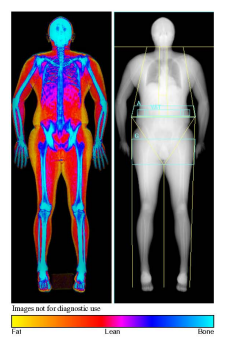 A
G
Images not for diagnostic use
Fat Lean Bone